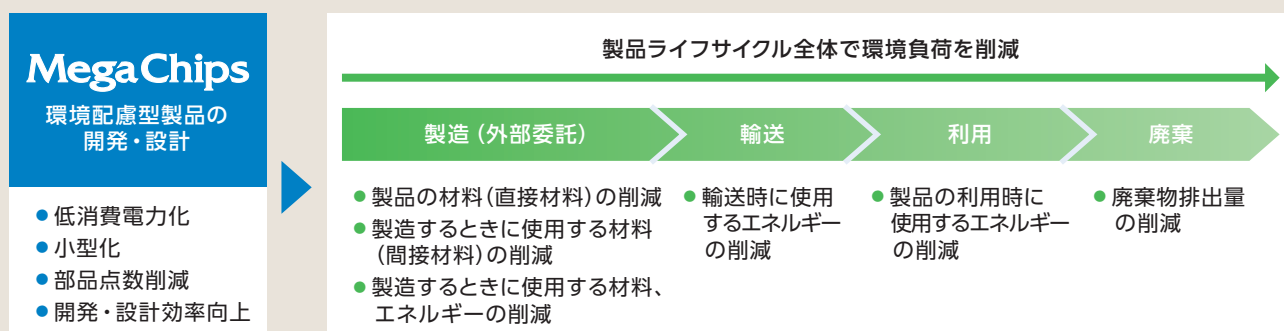 MegaChips
環境配慮型製品の
開発・設計
●低消費電力化
●小型化
●部品点数削減
●開発・設計効率向上
製品ライフサイクル全体で環境負荷を削減
製造（外部委託）
輸送
利用
廃棄
●製品の材料（直接材料）の削減
●製造するときに使用する材料
（間接材料）の削減
●製造するときに使用する材料、
エネルギーの削減
●輸送時に使用
するエネルギー
の削減
●製品の利用時に
使用するエネルギー
の削減
●廃棄物排出量
の削減